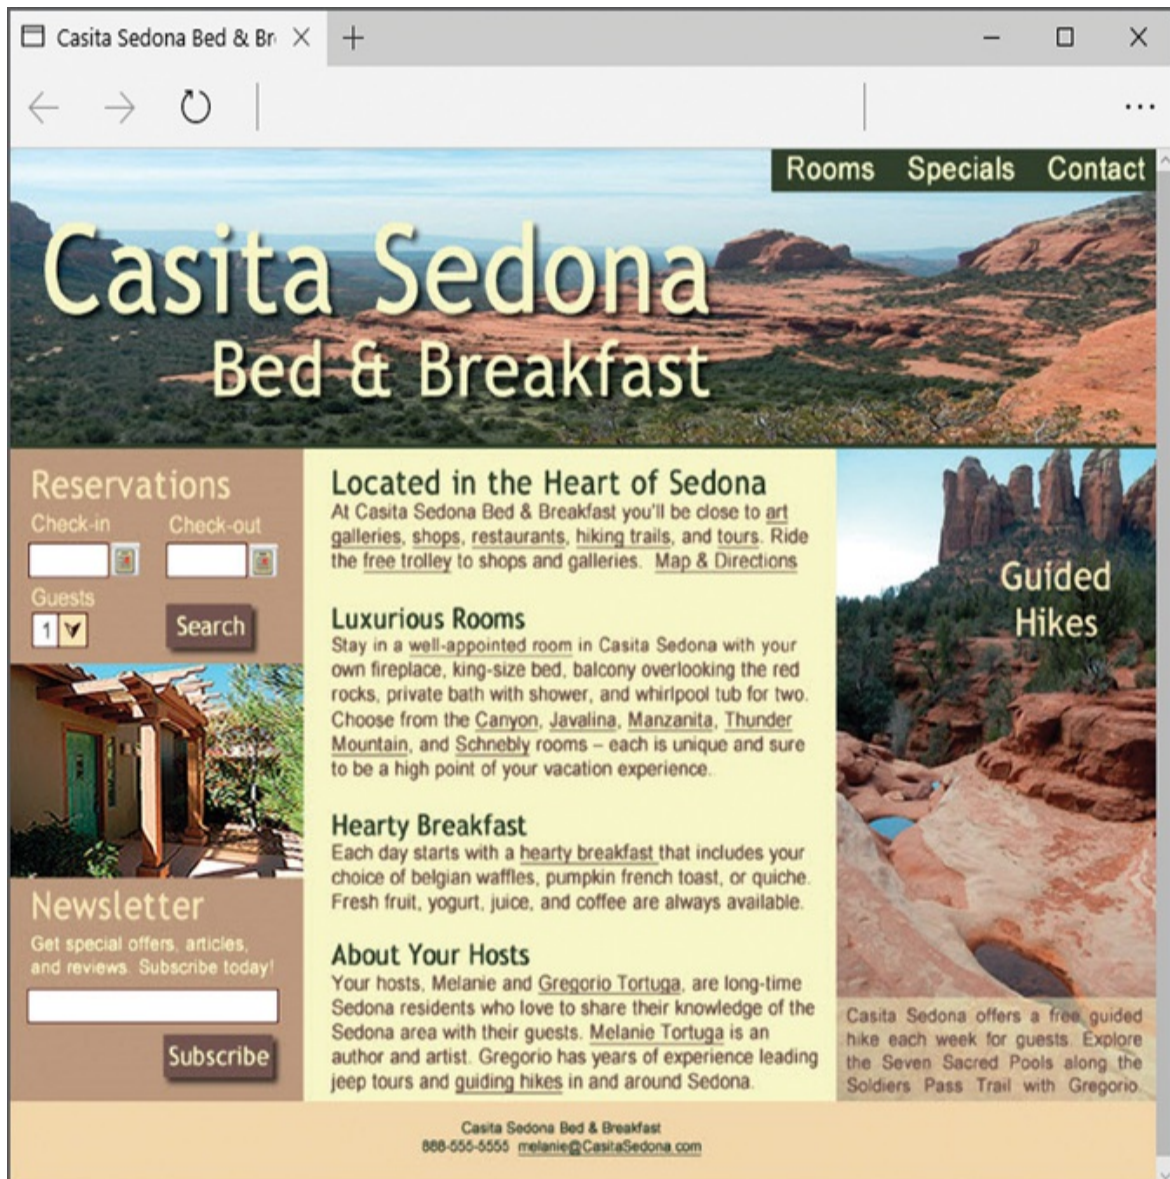 Casita Sedona Bed & Br
Rooms Specials Contact
Casita Sedona
Bed & Breakfast
Reservations
Check-in Check-out
Guests
1
Search
Newsletter
Get special offers, articles,
and reviews. Subscribe today!
Subscribe
Located in the Heart of Sedona
At Casita Sedona Bed & Breakfast you'll be close to art
galleries, shops, restaurants, hiking trails, and tours. Ride
the free trolley to shops and galleries. Map & Directions
Luxurious Rooms
Stay in a well-appointed room in Casita Sedona with your
own fireplace, king-size bed, balcony overlooking the red
rocks, private bath with shower, and whirlpool tub for two.
Choose from the Canyon, Javalina, Manzanita, Thunder
Mountain, and Schnebly rooms – each is unique and sure
to be a high point of your vacation experience.
Hearty Breakfast
Each day starts with a hearty breakfast that includes your
choice of belgian waffles, pumpkin french toast, or quiche.
Fresh fruit, yogurt, juice, and coffee are always available.
About Your Hosts
Your hosts, Melanie and Gregorio Tortuga, are long-time
Sedona residents who love to share their knowledge of the
Sedona area with their guests. Melanie Tortuga is an
author and artist. Gregorio has years of experience leading
jeep tours and guiding hikes in and around Sedona.
Guided
Hikes
Casita Sedona offers a free guided
hike each week for guests. Explore
the Seven Sacred Pools along the
Soldiers Pass Trail with Gregorio.
Casita Sedona Bed & Breakfast
888-555-5555 melanie@CasitaSedona.com